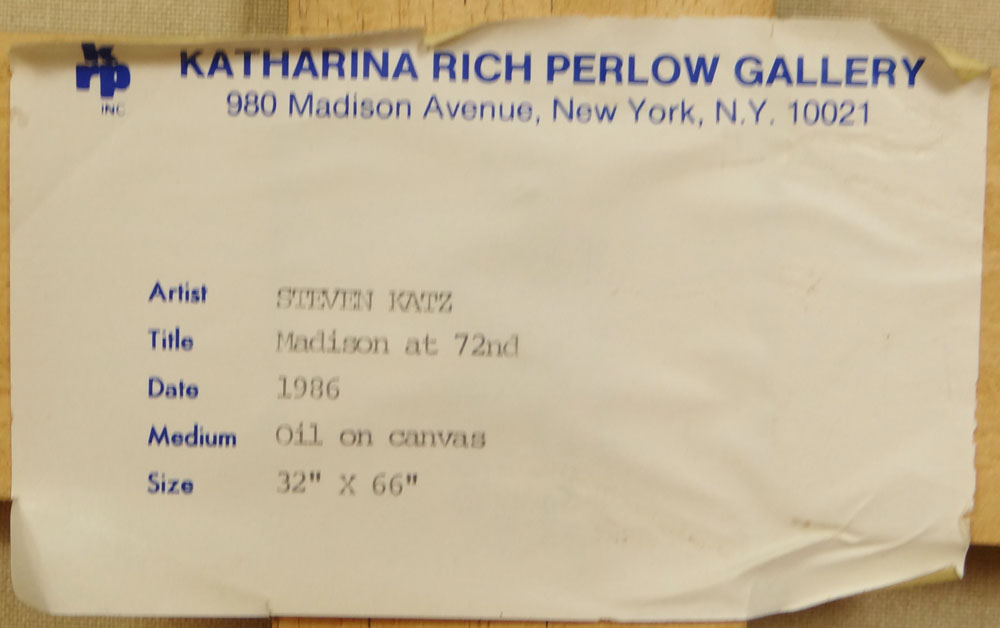 krp
INC
KATHARINA RICH PERLOW GALLERY
980 Madison Avenue, New York, N.Y. 10021
Artist STEVEN KATZ
Title Madison at 72nd
Date 1986
Medium Oil on canvas
Size 32" X 66"